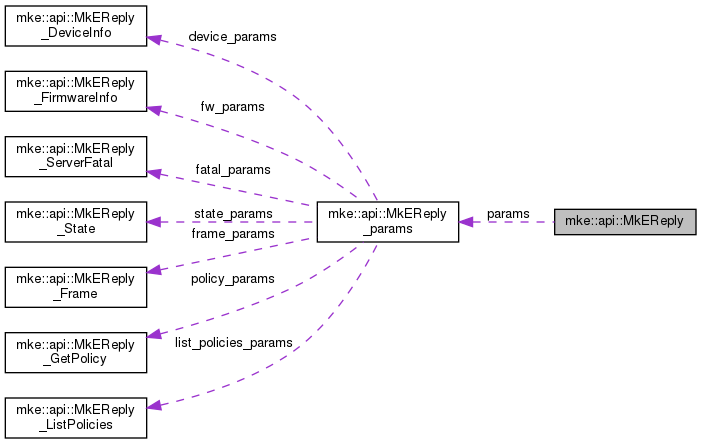 mke::api::MkEReply
_DeviceInfo
device_params
mke::api::MkEReply
_FirmwareInfo
fw_params
mke::api::MkEReply
_ServerFatal
fatal_params
mke::api::MkEReply
_State
state_params
mke::api::MkEReply
_params
params
mke::api::MkEReply
frame_params
mke::api::MkEReply
_Frame
policy_params
mke::api::MkEReply
_GetPolicy
list_policies_params
mke::api::MkEReply
_ListPolicies